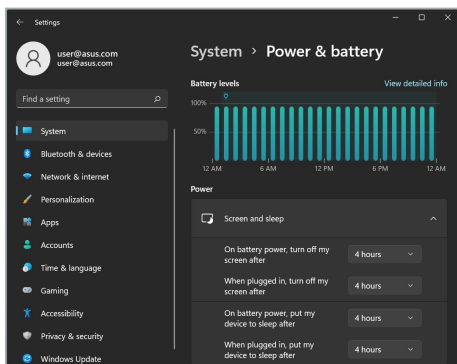 Settings
user@asus.com
user@asus.com
Find a setting
System
Bluetooth & devices
Network & internet
Personalization
Apps
Accounts
Time & language
Gaming
Accessibility
Privacy & security
Windows Update
System > Power & battery
Battery levels
View detailed info
100%
50%
12 AM 6 AM 12 PM 6 PM 12 AM
Power
Screen and sleep
On battery power, turn off my
screen after
4 hours
When plugged in, turn off my
screen after
4 hours
On battery power, put my
device to sleep after
4 hours
When plugged in, put my
device to sleep after
4 hours